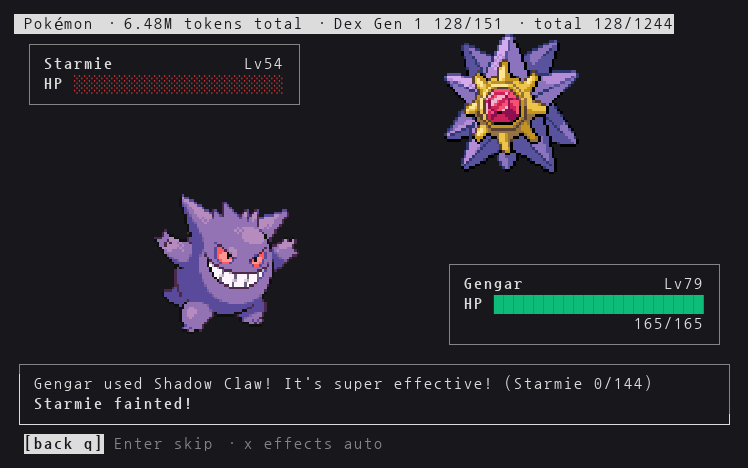 Pokémon · 6.48M tokens total · Dex Gen 1 128/151 · total 128/1244
Starmie Lv54
HP
Gengar Lv79
HP
165/165
Gengar used Shadow Claw! It's super effective! (Starmie 0/144)
Starmie fainted!
[back q] Enter skip · x effects auto